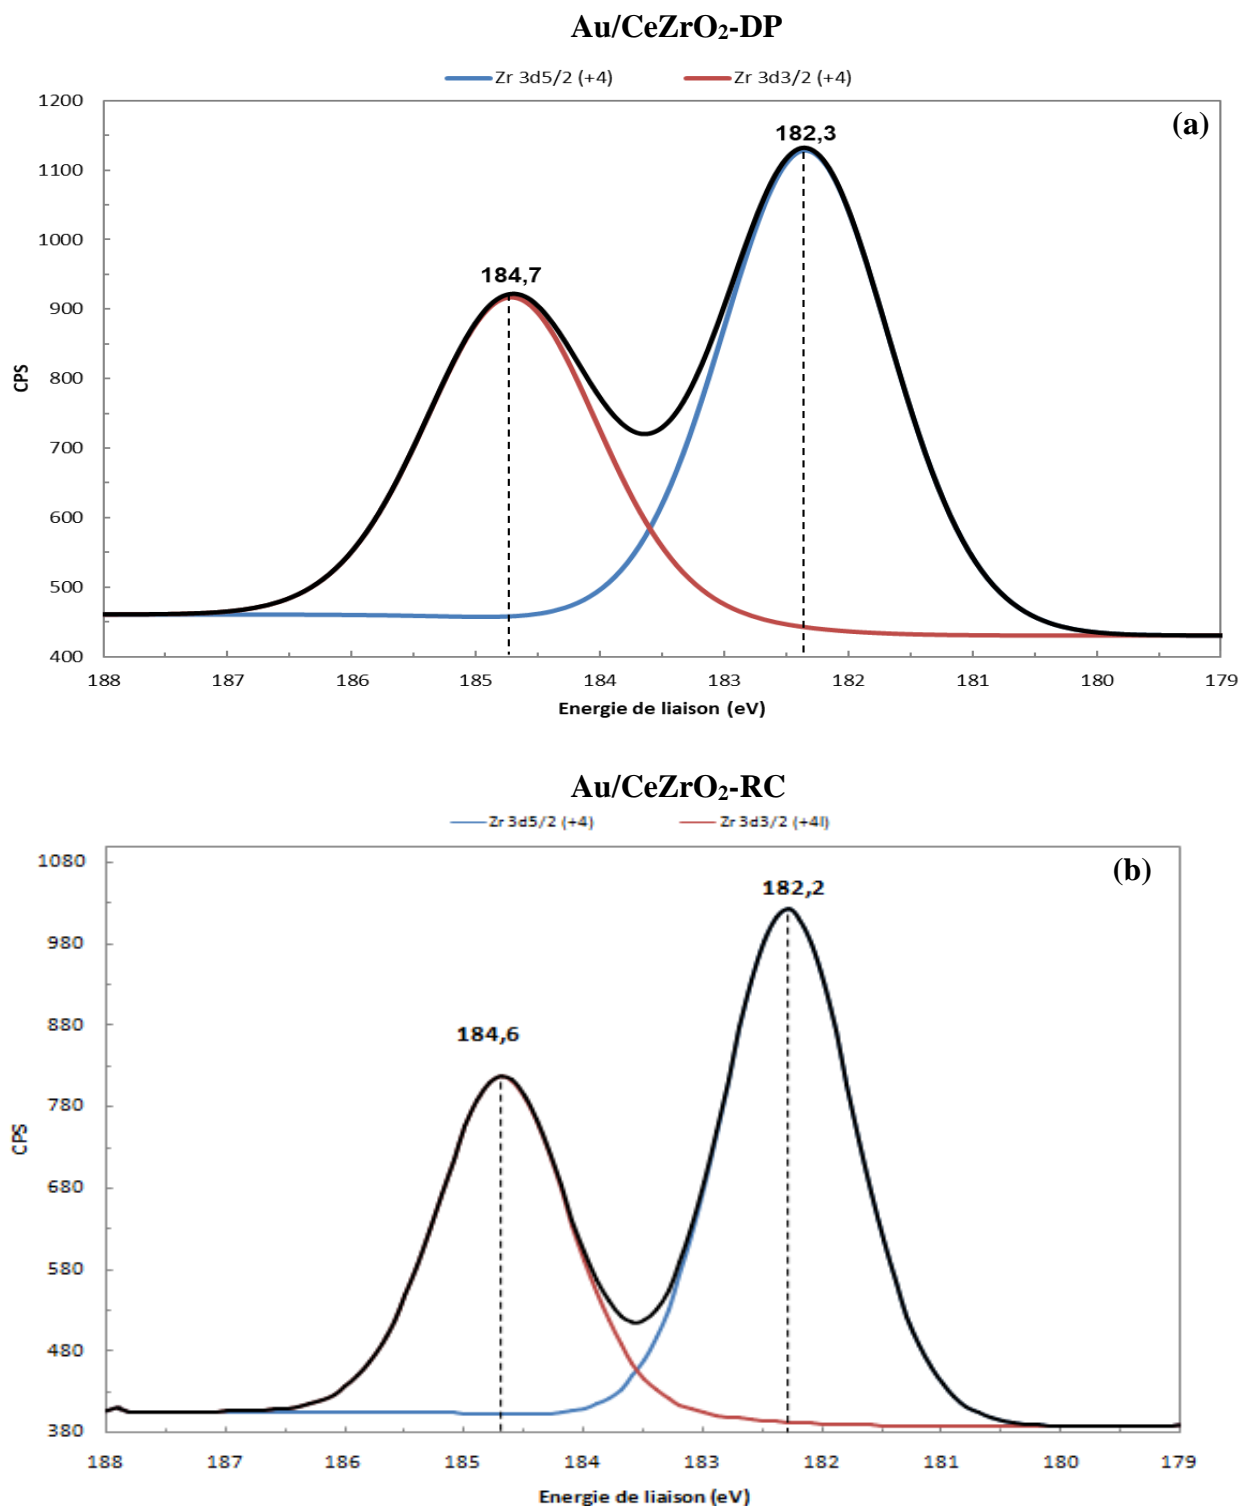 Au/CeZrO₂-DP
Zr 3d5/2 (+4) Zr 3d3/2 (+4)
(a)
1200
1100
1000
900
800
700
600
500
400
CPS
182,3
184,7
188 187 186 185 184 183 182 181 180 179
Energie de liaison (eV)
Au/CeZrO₂-RC
Zr 3d5/2 (+4) Zr 3d3/2 (+4I)
(b)
1080
980
880
780
680
580
480
380
CPS
182,2
184,6
188 187 186 185 184 183 182 181 180 179
Energie de liaison (eV)